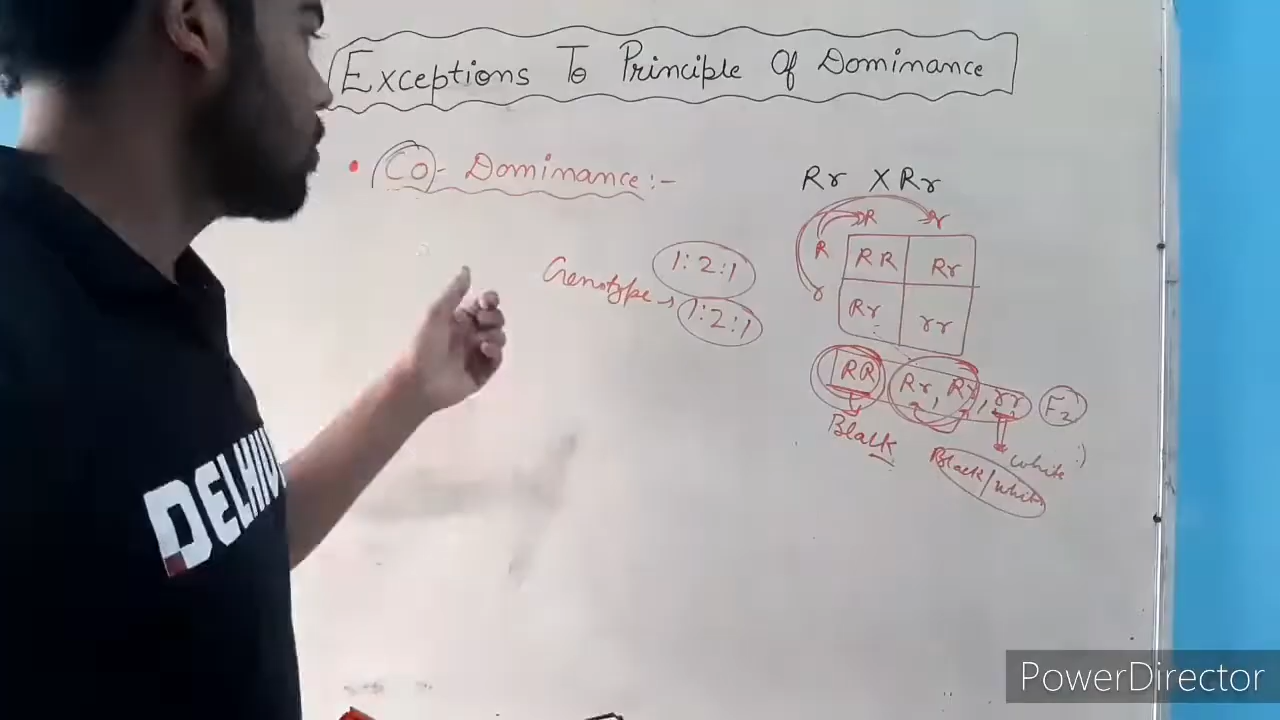 Exceptions To Principle Of Dominance
Co- Dominance :-
Rr X Rr
R r
R RR Rr
r Rr rr
1:2:1
Genotype → 1:2:1
RR Rr, Rr, rr F2
Black
white :)
Black/white
DELHIU
PowerDirector